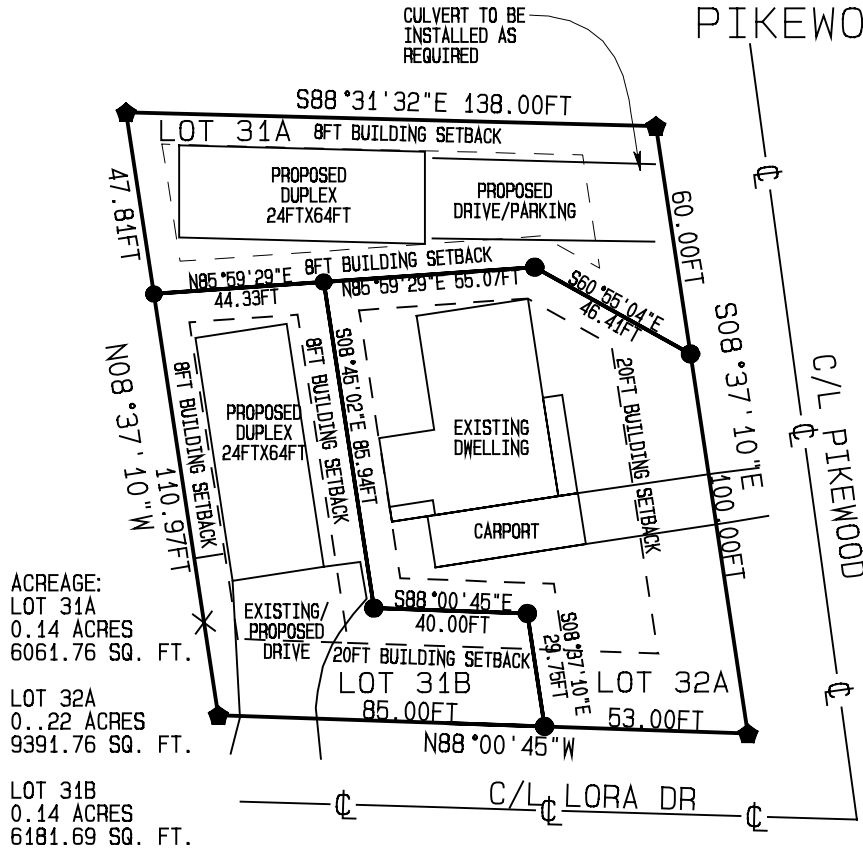 CULVERT TO BE
INSTALLED AS
REQUIRED
PIKEWO
S88°31'32"E 138.00FT
LOT 31A
8FT BUILDING SETBACK
PROPOSED
DUPLEX
24FTX64FT
PROPOSED
DRIVE/PARKING
47.81FT
60.00FT
8FT BUILDING SETBACK
N85°59'29"E
44.33FT
N85°59'29"E 55.07FT
S60°55'04"E
46.41FT
S08°37'10"E
100.00FT
C/L PIKEWOOD
N08°37'10"W
110.97FT
8FT BUILDING SETBACK
PROPOSED
DUPLEX
24FTX64FT
8FT BUILDING SETBACK
S08°45'02"E 85.94FT
EXISTING
DWELLING
20FT BUILDING SETBACK
CARPORT
ACREAGE:
LOT 31A
0.14 ACRES
6061.76 SQ. FT.
LOT 32A
0..22 ACRES
9391.76 SQ. FT.
LOT 31B
0.14 ACRES
6181.69 SQ. FT.
EXISTING/
PROPOSED
DRIVE
S88°00'45"E
40.00FT
S08°37'10"E
29.75FT
20FT BUILDING SETBACK
LOT 31B
LOT 32A
85.00FT
53.00FT
N88°00'45"W
C/L LORA DR